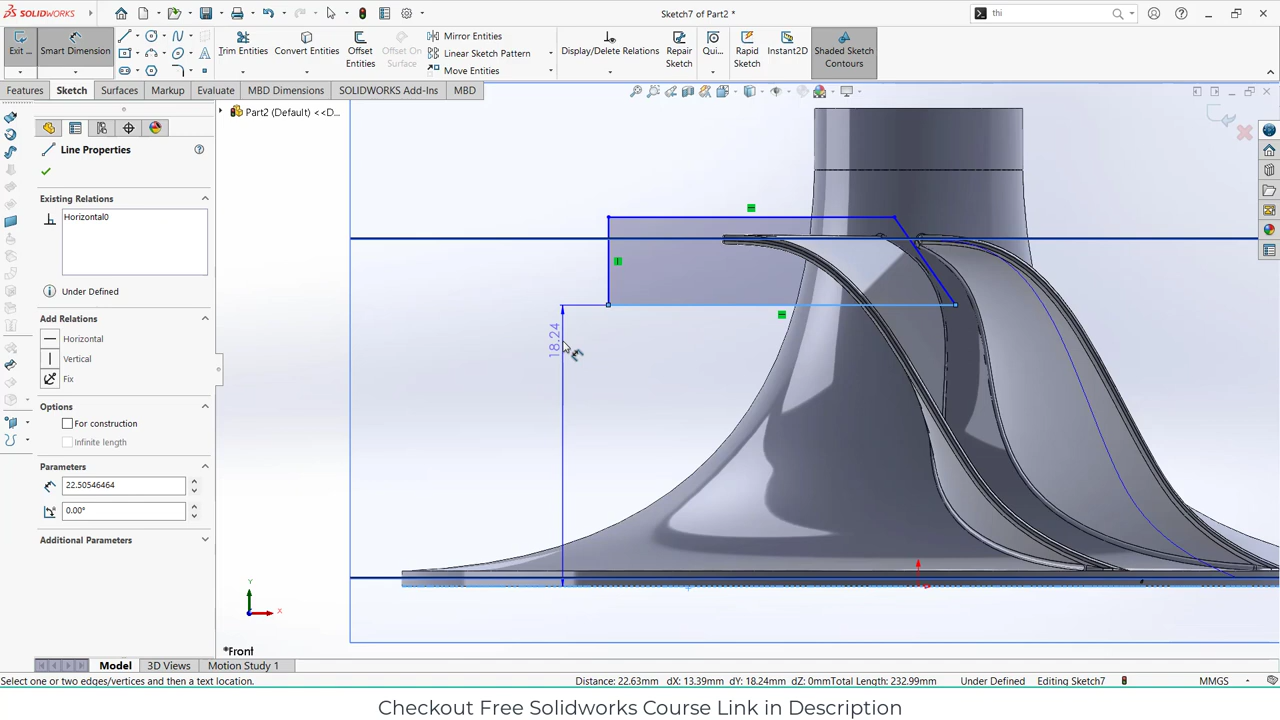 SOLIDWORKS
Sketch7 of Part2 *
thi
Exit ...
Smart Dimension
Trim Entities
Convert Entities
Offset Entities
Offset On Surface
Mirror Entities
Linear Sketch Pattern
Move Entities
Display/Delete Relations
Repair Sketch
Qui...
Rapid Sketch
Instant2D
Shaded Sketch Contours
Features
Sketch
Surfaces
Markup
Evaluate
MBD Dimensions
SOLIDWORKS Add-Ins
MBD
Part2 (Default) <<D...
Line Properties
Existing Relations
Horizontal0
Under Defined
Add Relations
Horizontal
Vertical
Fix
Options
For construction
Infinite length
Parameters
22.50546464
0.00°
Additional Parameters
18.24
Y
X
*Front
Model
3D Views
Motion Study 1
Select one or two edges/vertices and then a text location.
Distance: 22.63mm dX: 13.39mm dY: 18.24mm dZ: 0mmTotal Length: 232.99mm
Under Defined
Editing Sketch7
MMGS
Checkout Free Solidworks Course Link in Description